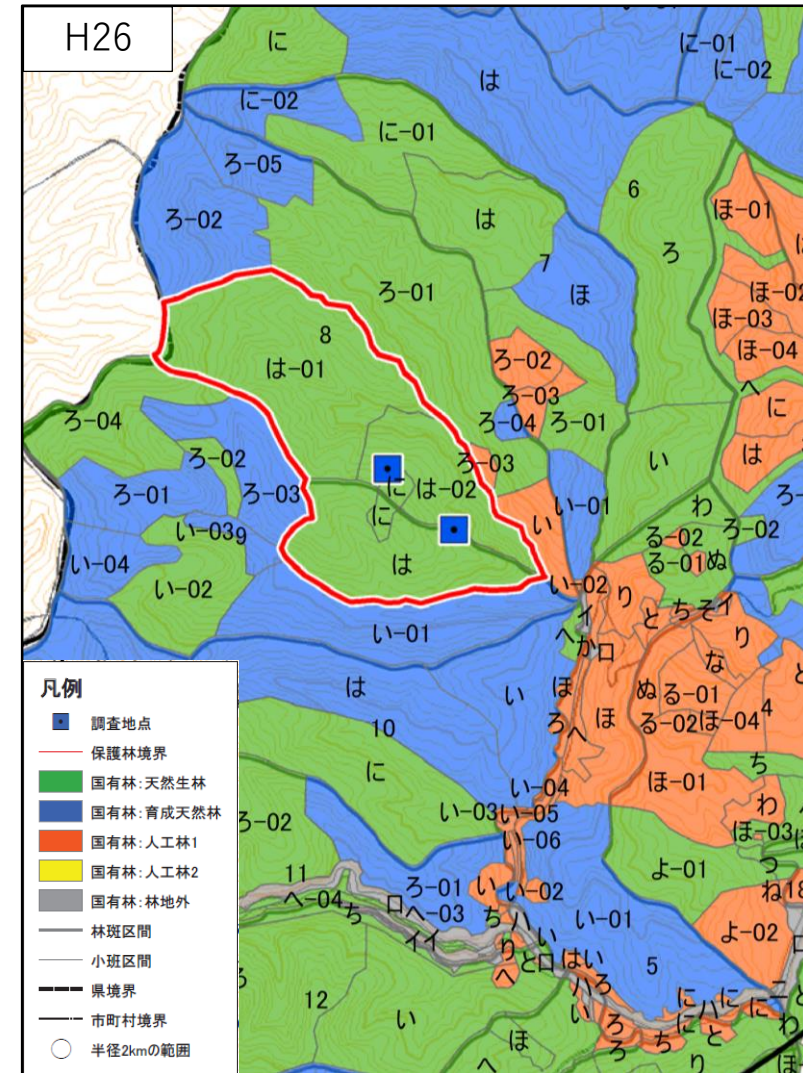 H26
い-01
に
は
に-01
に-02
に-02
に-01
ろ-05
ろ-02
は
6
ほ-01
ろ
7
ほ
ろ-01
ほ-02
ほ-03
8
は-01
ろ-02
ほ-04
へ
ろ-03
に
ろ-04
ろ-04
ろ-01
ろ-02
ろ-03
い
は
ろ-01
ろ-03
に
は-02
い-01
わ
に
い
ろ-02
い-03
9
る-02
い-04
は
る-01
ぬ
い-02
い-02
り
と
ち
そ
イ
イ
い-01
へ
か
ロ
り
な
は
い
ほ
ぬ
る-01
と
10
ろ
へ
ほ
る-02
ほ-04
4
に
い-04
ほ-01
ち
い-03
い-05
わ
ろ-02
い-06
ほ-03
は
よ-01
つ
11
ろ-01
い
い-02
ね
18
へ-04
ロ
へ-03
ち
い-01
ち
ハ
よ-02
イ
イ
い
り
と
ロ
は
い
5
ロ
へ
ハ
ろ
ニ
と
12
い
い
に
ハ
に
に
わ
ほ
ろ
に
と
ろ
ち
り
へ
ほ-
凡例
調査地点
保護林境界
国有林:天然生林
国有林:育成天然林
国有林:人工林1
国有林:人工林2
国有林:林地外
林班区間
小班区間
県境界
市町村境界
半径2kmの範囲